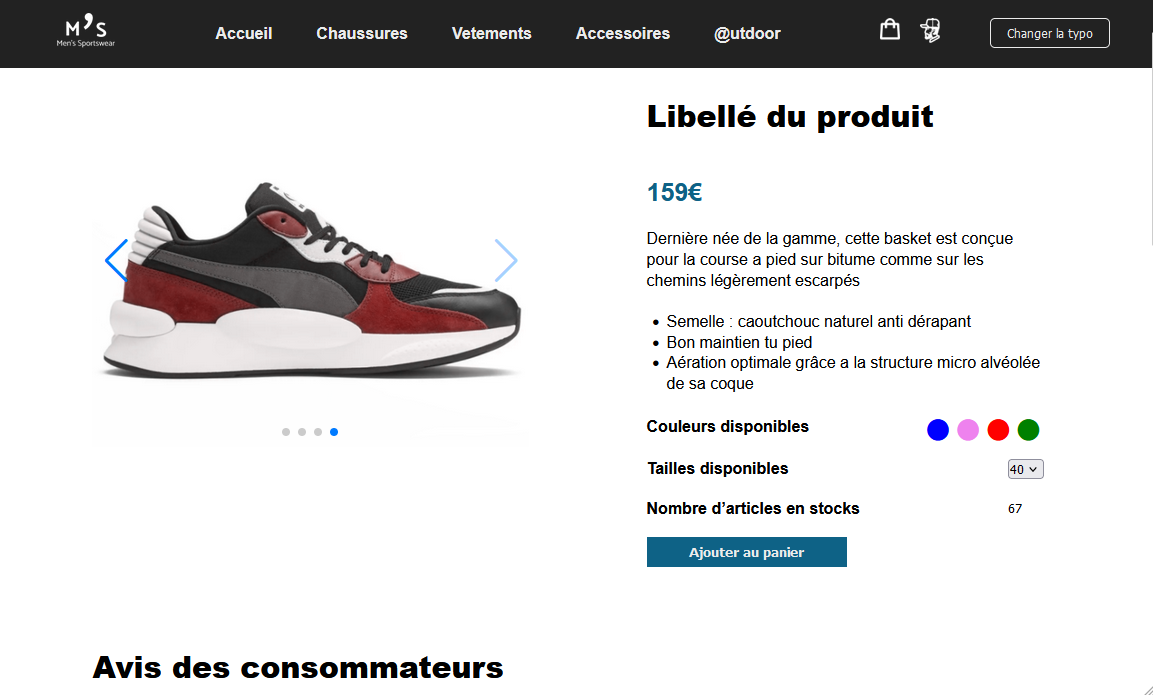 M's
Men's Sportswear
Accueil
Chaussures
Vetements
Accessoires
@utdoor
Changer la typo
Libellé du produit
159€
Dernière née de la gamme, cette basket est conçue
pour la course a pied sur bitume comme sur les
chemins légèrement escarpés
Semelle : caoutchouc naturel anti dérapant
Bon maintien tu pied
Aération optimale grâce a la structure micro alvéolée
de sa coque
Couleurs disponibles
Tailles disponibles
40
Nombre d’articles en stocks
67
Ajouter au panier
Avis des consommateurs